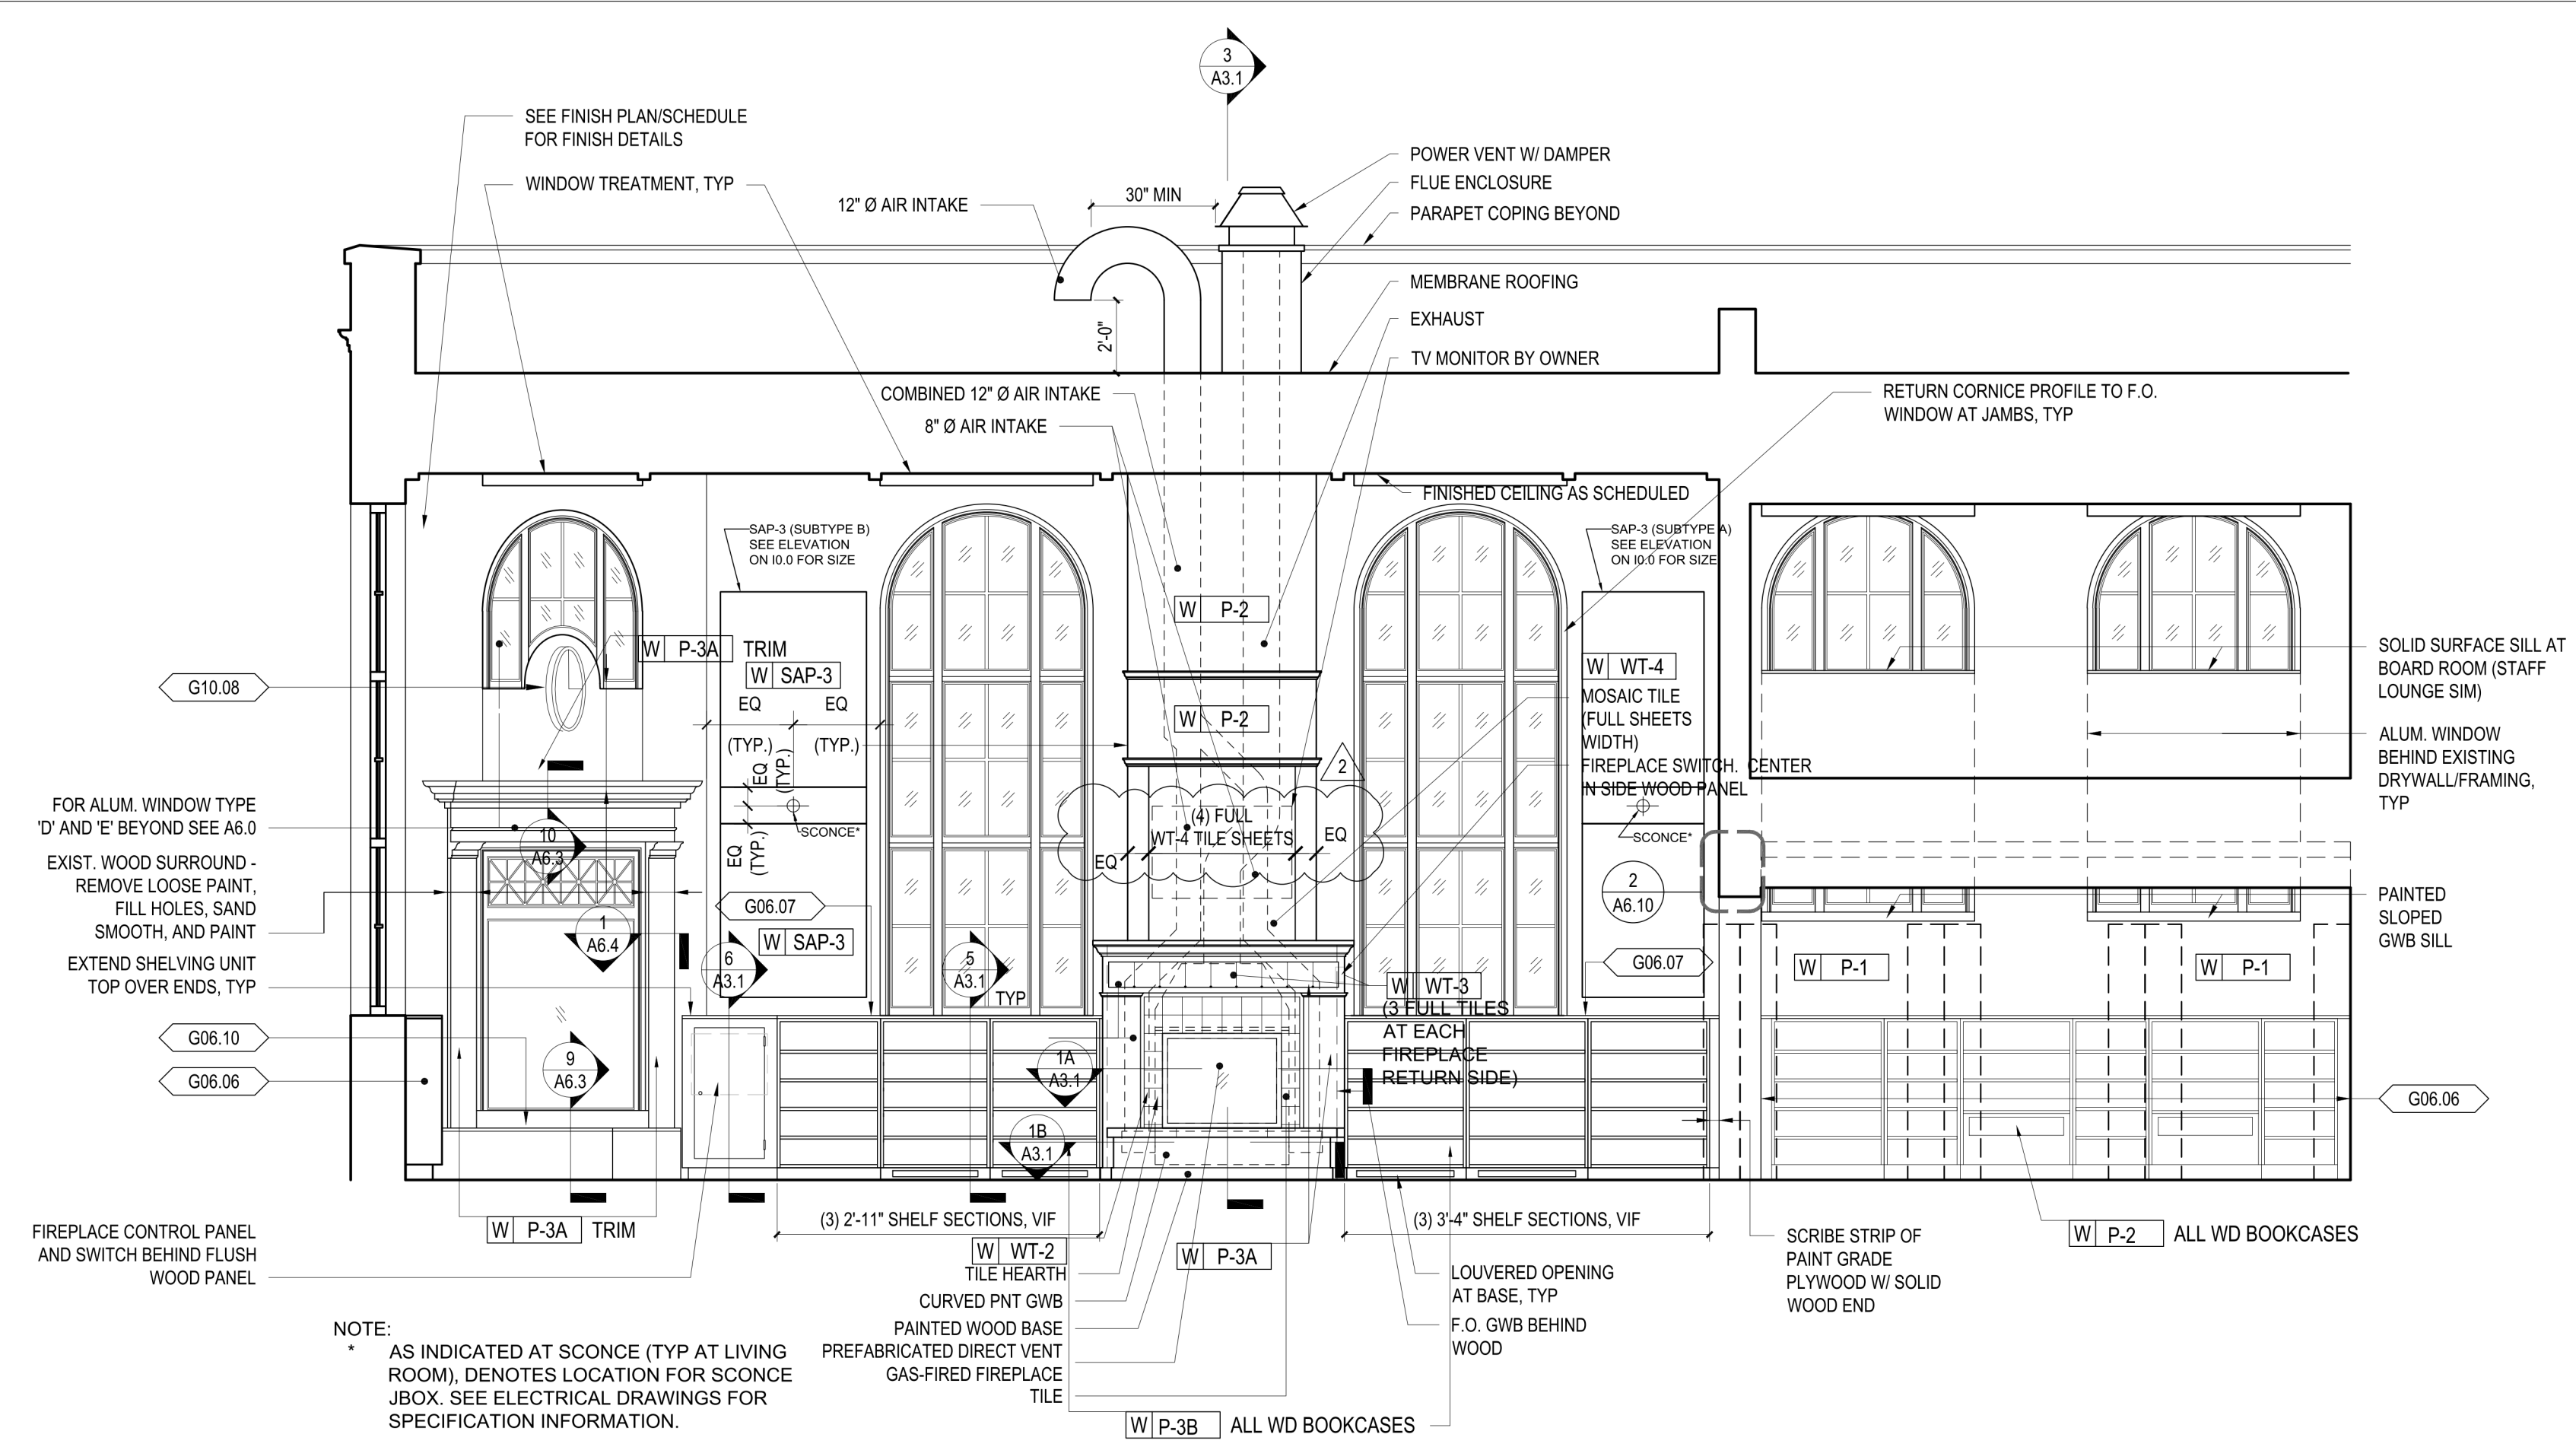 3
A3.1
SEE FINISH PLAN/SCHEDULE
FOR FINISH DETAILS
WINDOW TREATMENT, TYP
12" Ø AIR INTAKE
30" MIN
POWER VENT W/ DAMPER
FLUE ENCLOSURE
PARAPET COPING BEYOND
MEMBRANE ROOFING
EXHAUST
TV MONITOR BY OWNER
2'-0"
COMBINED 12" Ø AIR INTAKE
8" Ø AIR INTAKE
RETURN CORNICE PROFILE TO F.O.
WINDOW AT JAMBS, TYP
FINISHED CEILING AS SCHEDULED
SAP-3 (SUBTYPE B)
SEE ELEVATION
ON I0.0 FOR SIZE
SAP-3 (SUBTYPE A)
SEE ELEVATION
ON I0.0 FOR SIZE
W P-2
W P-3A TRIM
W SAP-3
EQ EQ
(TYP.) (TYP.)
EQ
(TYP.)
EQ
(TYP.)
SCONCE*
W P-2
W WT-4
MOSAIC TILE
(FULL SHEETS
WIDTH)
FIREPLACE SWITCH. CENTER
IN SIDE WOOD PANEL
SCONCE*
2
(4) FULL
WT-4 TILE SHEETS
EQ
EQ
G10.08
SOLID SURFACE SILL AT
BOARD ROOM (STAFF
LOUNGE SIM)
ALUM. WINDOW
BEHIND EXISTING
DRYWALL/FRAMING,
TYP
FOR ALUM. WINDOW TYPE
'D' AND 'E' BEYOND SEE A6.0
EXIST. WOOD SURROUND -
REMOVE LOOSE PAINT,
FILL HOLES, SAND
SMOOTH, AND PAINT
EXTEND SHELVING UNIT
TOP OVER ENDS, TYP
10
A6.3
1
A6.4
G06.07
W SAP-3
6
A3.1
5
A3.1
TYP
2
A6.10
G06.07
PAINTED
SLOPED
GWB SILL
W P-1
W P-1
W WT-3
(3 FULL TILES
AT EACH
FIREPLACE
RETURN SIDE)
G06.10
G06.06
9
A6.3
1A
A3.1
1B
A3.1
G06.06
FIREPLACE CONTROL PANEL
AND SWITCH BEHIND FLUSH
WOOD PANEL
W P-3A TRIM
(3) 2'-11" SHELF SECTIONS, VIF
(3) 3'-4" SHELF SECTIONS, VIF
W WT-2
TILE HEARTH
CURVED PNT GWB
PAINTED WOOD BASE
PREFABRICATED DIRECT VENT
GAS-FIRED FIREPLACE
TILE
W P-3A
W P-3B ALL WD BOOKCASES
LOUVERED OPENING
AT BASE, TYP
F.O. GWB BEHIND
WOOD
SCRIBE STRIP OF
PAINT GRADE
PLYWOOD W/ SOLID
WOOD END
W P-2 ALL WD BOOKCASES
NOTE:
* AS INDICATED AT SCONCE (TYP AT LIVING
ROOM), DENOTES LOCATION FOR SCONCE
JBOX. SEE ELECTRICAL DRAWINGS FOR
SPECIFICATION INFORMATION.